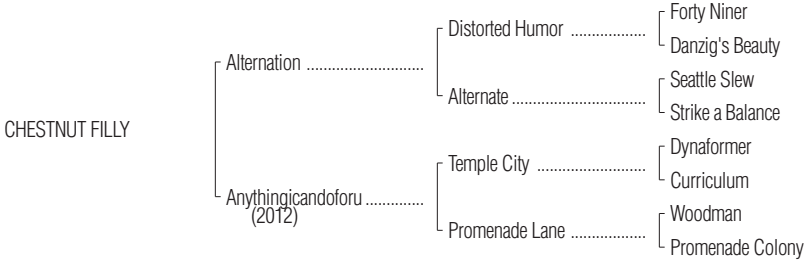 Forty Niner
Distorted Humor ..................
Danzig's Beauty
Alternation ............................
Seattle Slew
Alternate ................................
Strike a Balance
CHESTNUT FILLY
Dynaformer
Temple City ..........................
Curriculum
Anythingicandoforu ..............
(2012)
Woodman
Promenade Lane ..................
Promenade Colony